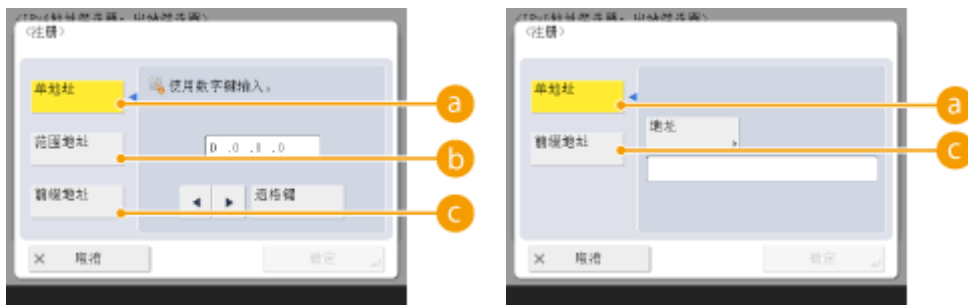 <注册>
单地址
使用数字键输入。
a
范围地址
0 .0 .0 .0
b
前缀地址
退格键
c
× 取消
确定
<注册>
单地址
a
地址
前缀地址
c
× 取消
确定